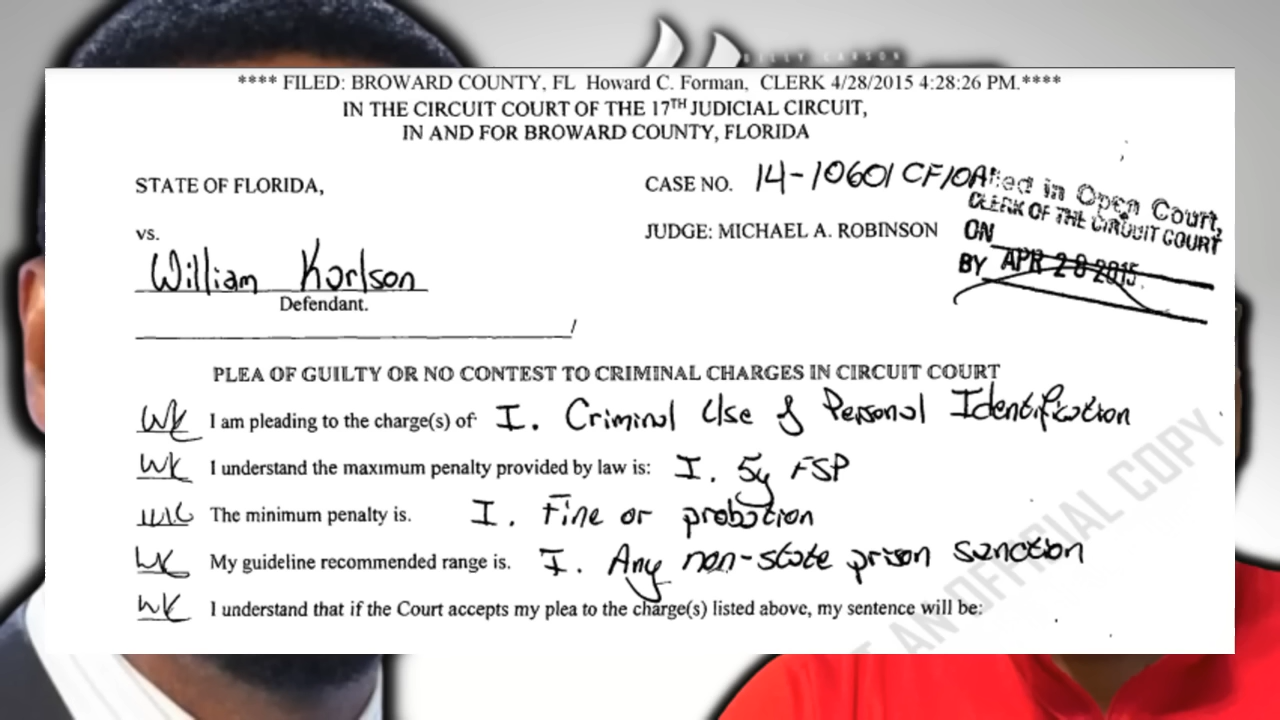 BILLY CARSON
**** FILED: BROWARD COUNTY, FL Howard C. Forman, CLERK 4/28/2015 4:28:26 PM.****
IN THE CIRCUIT COURT OF THE 17TH JUDICIAL CIRCUIT,
IN AND FOR BROWARD COUNTY, FLORIDA
STATE OF FLORIDA,
CASE NO. 14-10601 CF10A
Filed in Open Court,
CLERK OF THE CIRCUIT COURT
vs.
JUDGE: MICHAEL A. ROBINSON
ON
BY APR 28 2015
William Karlson
Defendant.
/
PLEA OF GUILTY OR NO CONTEST TO CRIMINAL CHARGES IN CIRCUIT COURT
WK I am pleading to the charge(s) of I. Criminal Use of Personal Identification
WK I understand the maximum penalty provided by law is: I. 5y FSP
WK The minimum penalty is. I. Fine or probation
WK My guideline recommended range is. I. Any non-state prison sanction
WK I understand that if the Court accepts my plea to the charge(s) listed above, my sentence will be:
AN OFFICIAL COPY